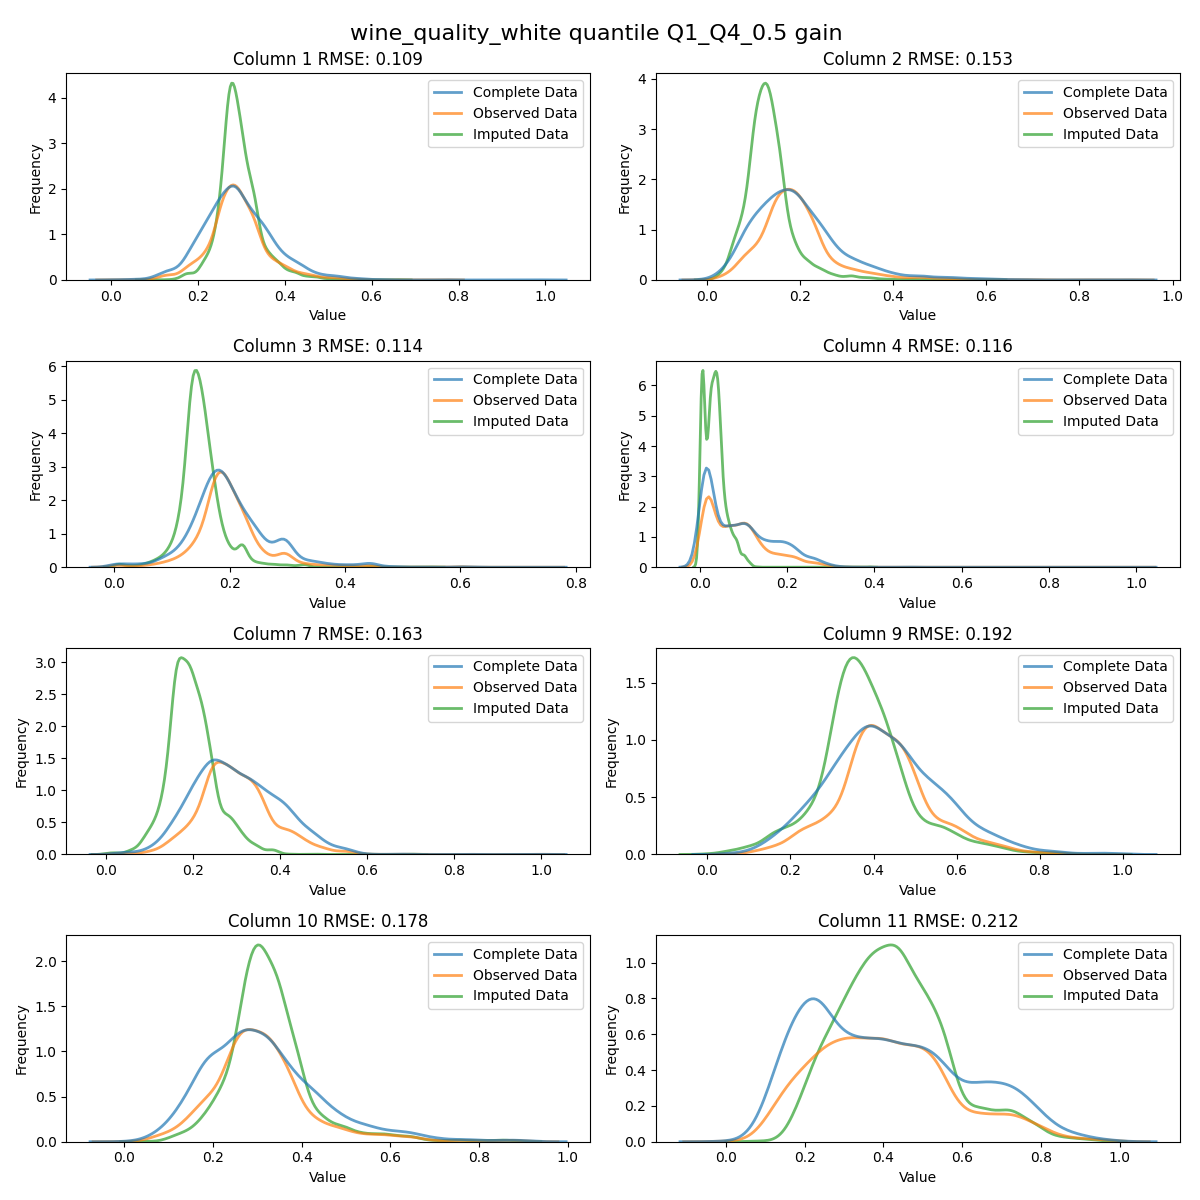 wine_quality_white quantile Q1_Q4_0.5 gain
Column 1 RMSE: 0.109
Frequency
4
3
2
1
0
Complete Data
Observed Data
Imputed Data
0.0 0.2 0.4 0.6 0.8 1.0
Value
Column 2 RMSE: 0.153
Frequency
4
3
2
1
0
Complete Data
Observed Data
Imputed Data
0.0 0.2 0.4 0.6 0.8 1.0
Value
Column 3 RMSE: 0.114
Frequency
6
5
4
3
2
1
0
Complete Data
Observed Data
Imputed Data
0.0 0.2 0.4 0.6 0.8
Value
Column 4 RMSE: 0.116
Frequency
6
5
4
3
2
1
0
Complete Data
Observed Data
Imputed Data
0.0 0.2 0.4 0.6 0.8 1.0
Value
Column 7 RMSE: 0.163
Frequency
3.0
2.5
2.0
1.5
1.0
0.5
0.0
Complete Data
Observed Data
Imputed Data
0.0 0.2 0.4 0.6 0.8 1.0
Value
Column 9 RMSE: 0.192
Frequency
1.5
1.0
0.5
0.0
Complete Data
Observed Data
Imputed Data
0.0 0.2 0.4 0.6 0.8 1.0
Value
Column 10 RMSE: 0.178
Frequency
2.0
1.5
1.0
0.5
0.0
Complete Data
Observed Data
Imputed Data
0.0 0.2 0.4 0.6 0.8 1.0
Value
Column 11 RMSE: 0.212
Frequency
1.0
0.8
0.6
0.4
0.2
0.0
Complete Data
Observed Data
Imputed Data
0.0 0.2 0.4 0.6 0.8 1.0
Value